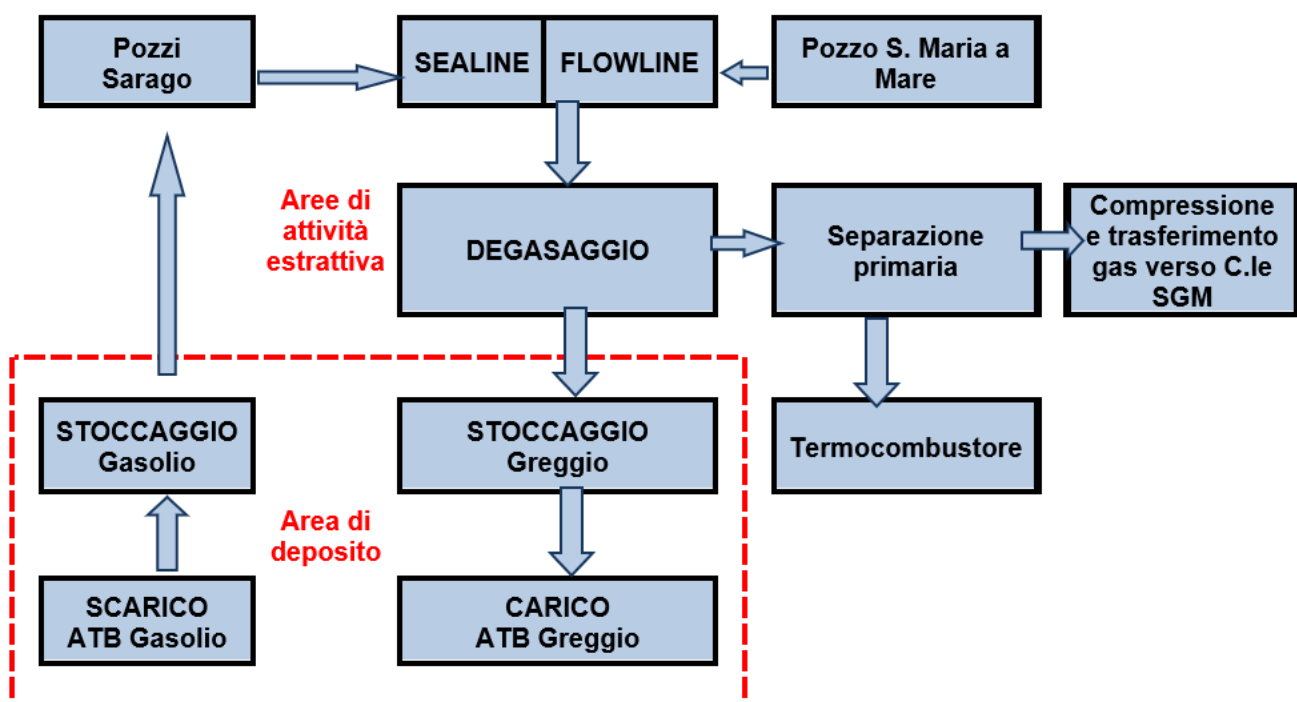 Pozzi
Sarago
SEALINE
FLOWLINE
Pozzo S. Maria a
Mare
Aree di
attività
estrattiva
DEGASAGGIO
Separazione
primaria
Compressione
e trasferimento
gas verso C.le
SGM
STOCCAGGIO
Gasolio
STOCCAGGIO
Greggio
Termocombustore
Area di
deposito
SCARICO
ATB Gasolio
CARICO
ATB Greggio